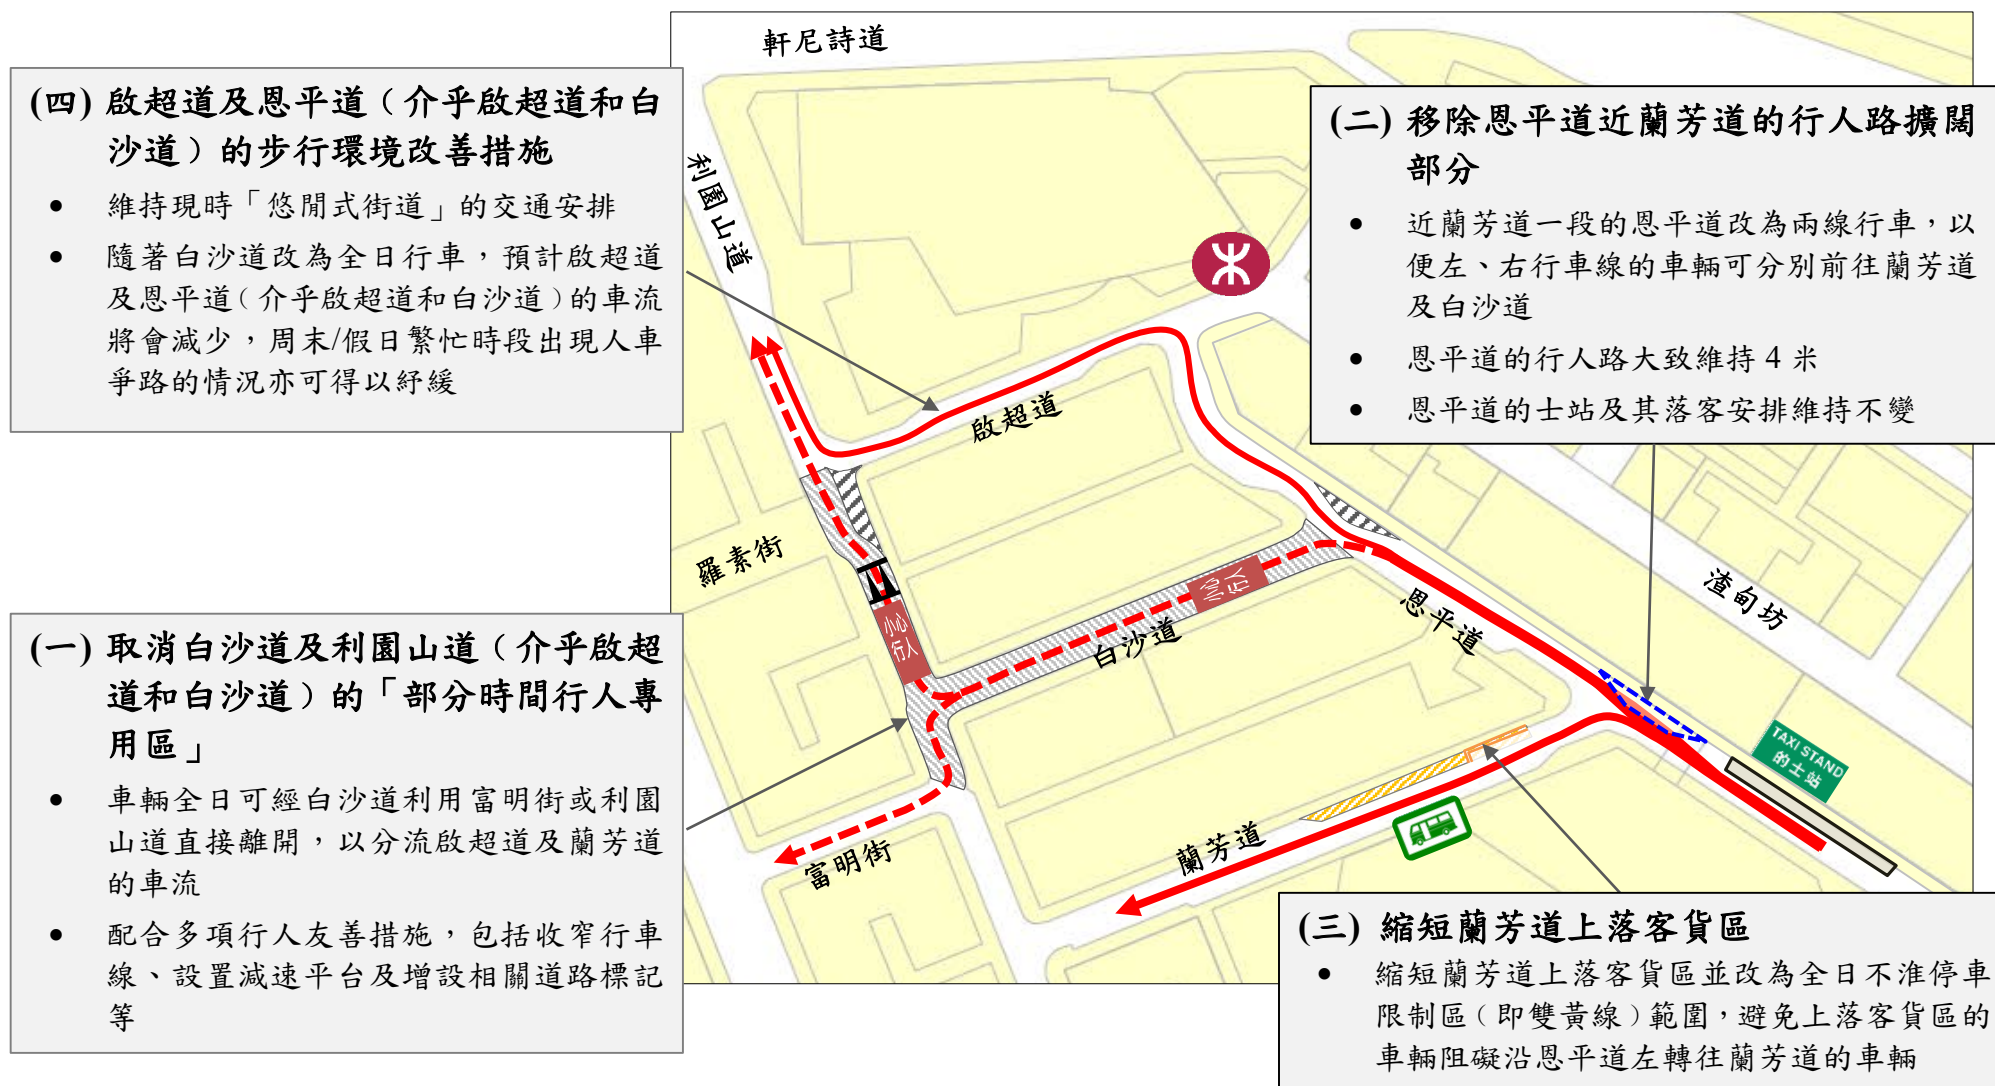 軒尼詩道
(四) 啟超道及恩平道（介乎啟超道和白
沙道）的步行環境改善措施
• 維持現時「悠閒式街道」的交通安排
• 隨著白沙道改為全日行車，預計啟超道
及恩平道（介乎啟超道和白沙道）的車流
將會減少，周末/假日繁忙時段出現人車
爭路的情況亦可得以紓緩
(二) 移除恩平道近蘭芳道的行人路擴闊
部分
• 近蘭芳道一段的恩平道改為兩線行車，以
便左、右行車線的車輛可分別前往蘭芳道
及白沙道
• 恩平道的行人路大致維持 4 米
• 恩平道的士站及其落客安排維持不變
利園山道
啟超道
羅素街
渣甸坊
恩平道
小心
行人
小心
行人
白沙道
(一) 取消白沙道及利園山道（介乎啟超
道和白沙道）的「部分時間行人專
用區」
• 車輛全日可經白沙道利用富明街或利園
山道直接離開，以分流啟超道及蘭芳道
的車流
• 配合多項行人友善措施，包括收窄行車
線、設置減速平台及增設相關道路標記
等
TAXI STAND
的士站
蘭芳道
富明街
(三) 縮短蘭芳道上落客貨區
• 縮短蘭芳道上落客貨區並改為全日不淮停車
限制區（即雙黃線）範圍，避免上落客貨區的
車輛阻礙沿恩平道左轉往蘭芳道的車輛